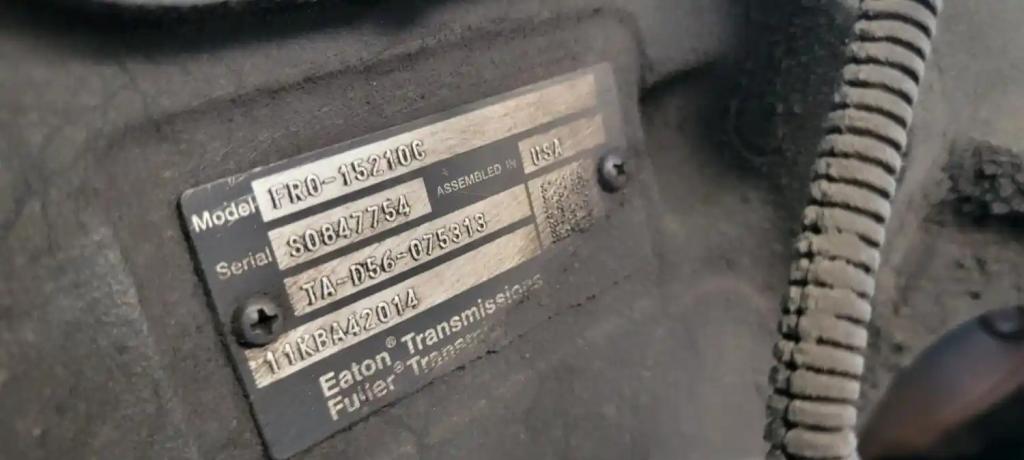 Model FRO-15210C
Serial S0847754 ASSEMBLED IN USA
TA-D56-075313
11KBA42014
Eaton® Transmissions
Fuller®